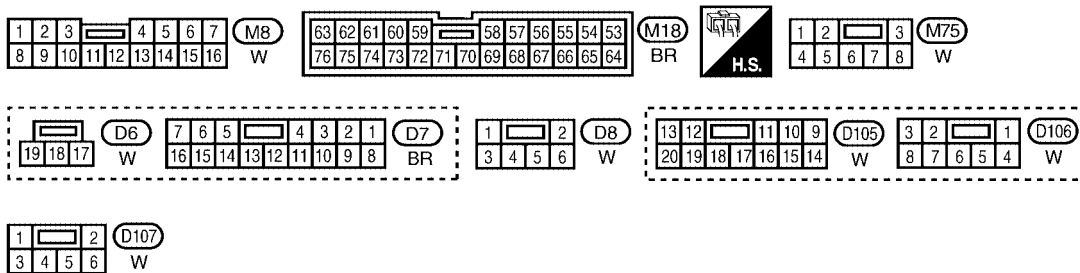 1 2 3 4 5 6 7 M8
8 9 10 11 12 13 14 15 16 W
63 62 61 60 59 58 57 56 55 54 53 M18
76 75 74 73 72 71 70 69 68 67 66 65 64 BR
H.S.
1 2 3 M75
4 5 6 7 8 W
D6
19 18 17 W
7 6 5 4 3 2 1 D7
16 15 14 13 12 11 10 9 8 BR
1 2 D8
3 4 5 6 W
13 12 11 10 9 D105
20 19 18 17 16 15 14 W
3 2 1 D106
8 7 6 5 4 W
1 2 D107
3 4 5 6 W